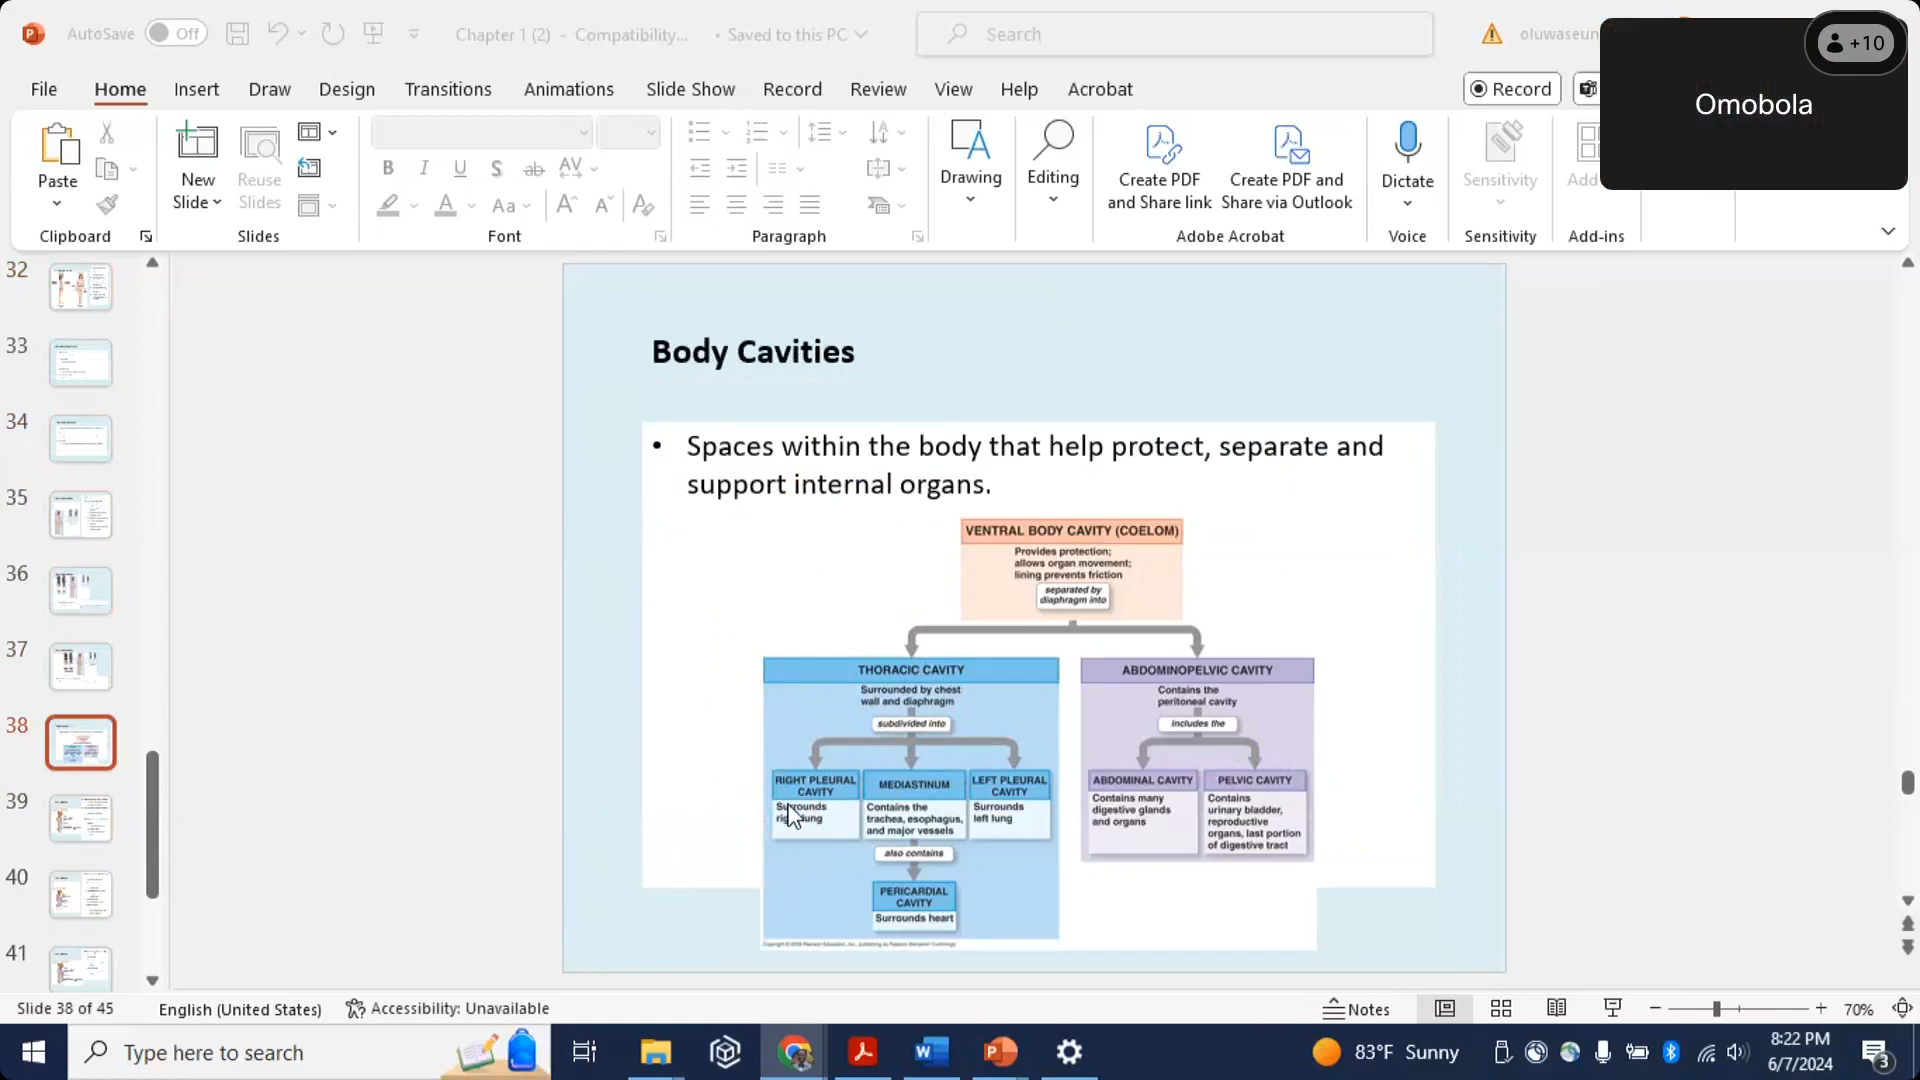 AutoSave Off Chapter 1 (2) - Compatibility... • Saved to this PC Search oluwaseun +10
Omobola
File Home Insert Draw Design Transitions Animations Slide Show Record Review View Help Acrobat Record
Paste New Slide Reuse Slides Drawing Editing Create PDF and Share link Create PDF and Share via Outlook Dictate Sensitivity Add
B I U S ab AV
A Aa A A
Clipboard Slides Font Paragraph Adobe Acrobat Voice Sensitivity Add-ins
32
33
34
35
36
37
38
39
40
41
Body Cavities
• Spaces within the body that help protect, separate and
support internal organs.
VENTRAL BODY CAVITY (COELOM)
Provides protection;
allows organ movement;
lining prevents friction
separated by
diaphragm into
THORACIC CAVITY
Surrounded by chest
wall and diaphragm
subdivided into
RIGHT PLEURAL
CAVITY
Surrounds
right lung
MEDIASTINUM
Contains the
trachea, esophagus,
and major vessels
LEFT PLEURAL
CAVITY
Surrounds
left lung
also contains
PERICARDIAL
CAVITY
Surrounds heart
ABDOMINOPELVIC CAVITY
Contains the
peritoneal cavity
includes the
ABDOMINAL CAVITY
Contains many
digestive glands
and organs
PELVIC CAVITY
Contains
urinary bladder,
reproductive
organs, last portion
of digestive tract
Slide 38 of 45 English (United States) Accessibility: Unavailable Notes 70%
Type here to search 83°F Sunny 8:22 PM
6/7/2024 3